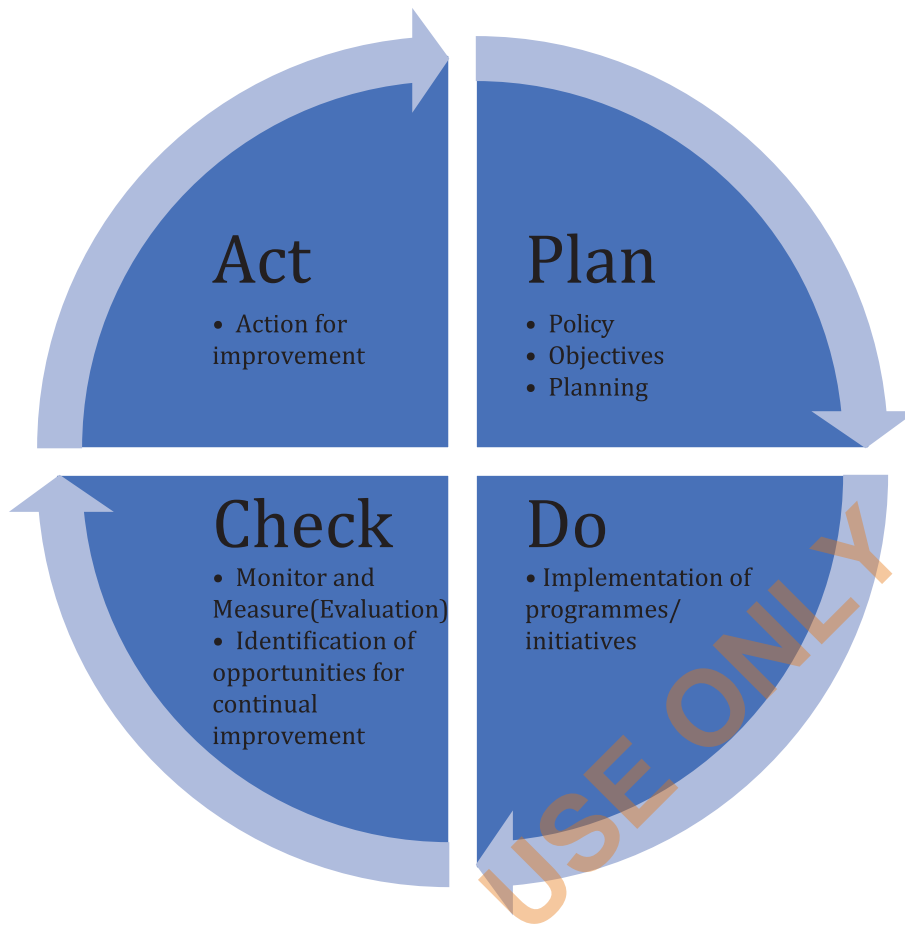 Act
• Action for
improvement
Plan
• Policy
• Objectives
• Planning
Check
• Monitor and
Measure(Evaluation)
• Identification of
opportunities for
continual
improvement
Do
• Implementation of
programmes/
initiatives
USE ONLY